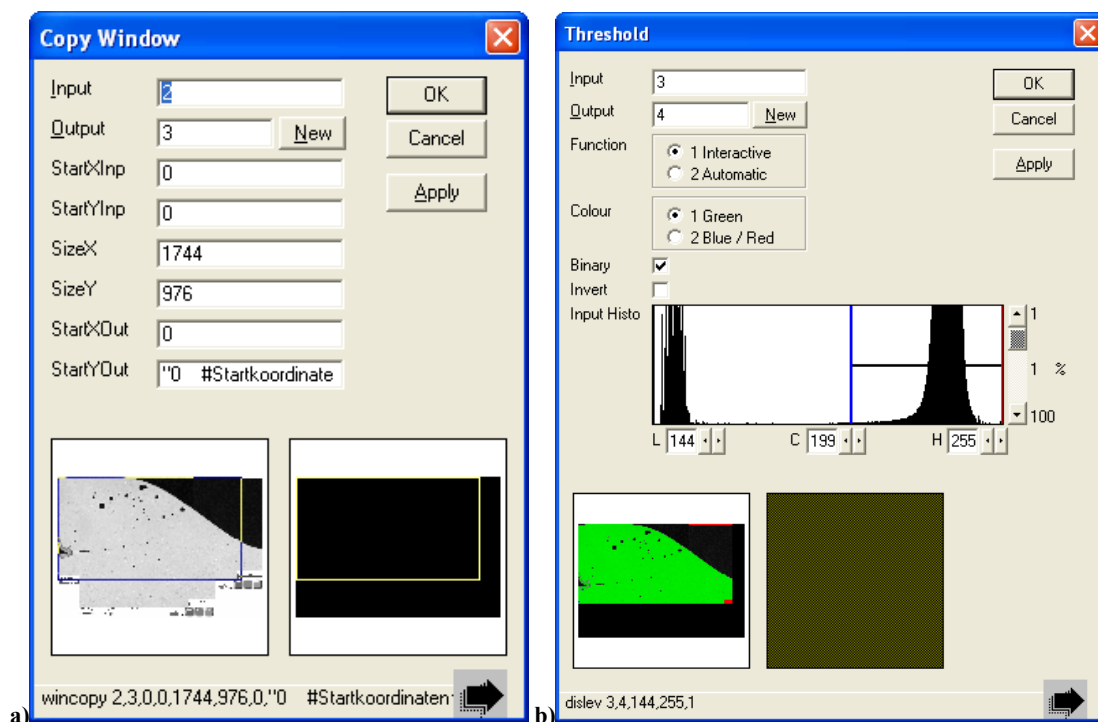 Copy Window
Input 2
OK
Output 3 New
Cancel
StartXInp 0
Apply
StartYInp 0
SizeX 1744
SizeY 976
StartXOut 0
StartYOut "0 #Startkoordinate
wincopy 2,3,0,0,1744,976,0,"0 #Startkoordinaten
a)
Threshold
Input 3
OK
Output 4 New
Cancel
Function 1 Interactive
2 Automatic
Apply
Colour 1 Green
2 Blue / Red
Binary
Invert
Input Histo
1
1 %
100
L 144 C 199 H 255
dislev 3,4,144,255,1
b)